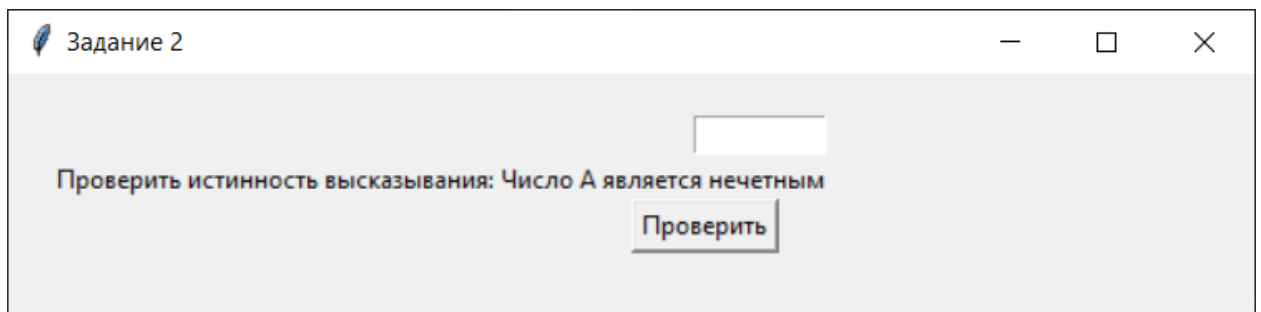 Задание 2
Проверить истинность высказывания: Число А является нечетным
Проверить